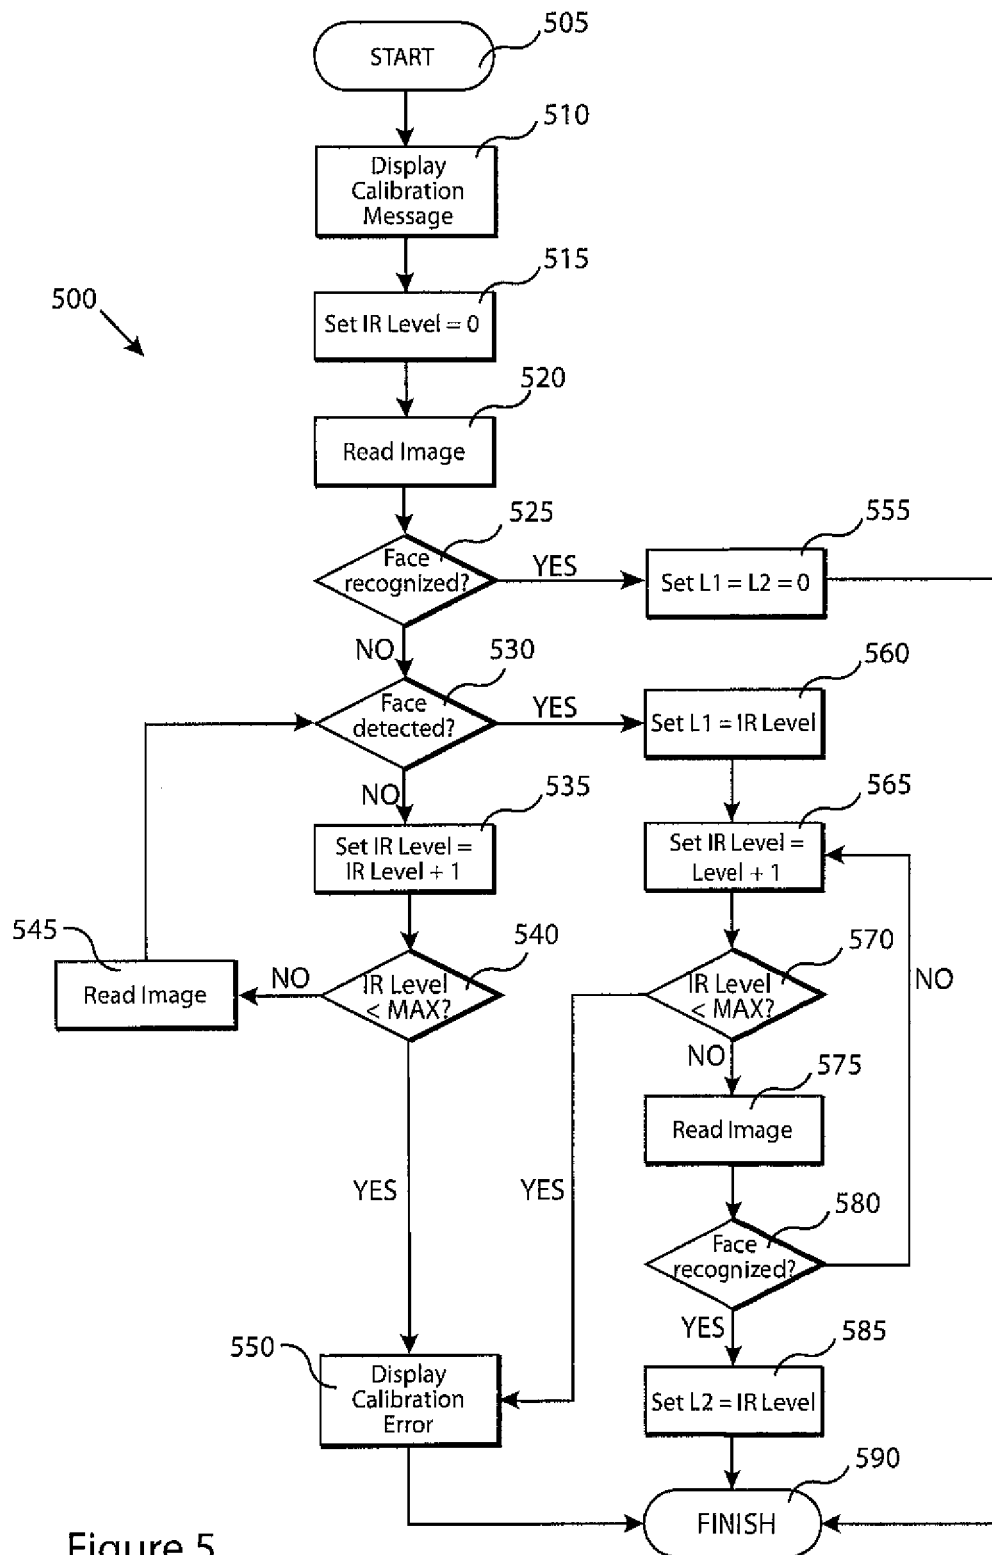 505
START
510
Display
Calibration
Message
515
500
Set IR Level = 0
520
Read Image
525
555
Face
recognized?
YES
Set L1 = L2 = 0
NO
530
560
Face
detected?
YES
Set L1 = IR Level
NO
535
565
Set IR Level =
IR Level + 1
Set IR Level =
Level + 1
545
540
570
Read Image
NO
IR Level
< MAX?
IR Level
< MAX?
NO
NO
575
Read Image
YES
YES
580
Face
recognized?
YES
585
550
Display
Calibration
Error
Set L2 = IR Level
590
FINISH
Figure 5